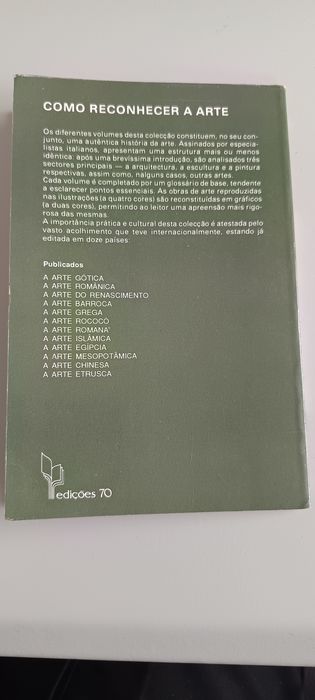 COMO RECONHECER A ARTE
Os diferentes volumes desta colecção constituem, no seu con-
junto, uma autêntica história da arte. Assinados por especia-
listas italianos, apresentam uma estrutura mais ou menos
idêntica: após uma brevíssima introdução, são analisados três
sectores principais — a arquitectura, a escultura e a pintura
respectivas, assim como, nalguns casos, outras artes.
Cada volume é completado por um glossário de base, tendente
a esclarecer pontos essenciais. As obras de arte reproduzidas
nas ilustrações (a quatro cores) são reconstituídas em gráficos
(a duas cores), permitindo ao leitor uma apreensão mais rigo-
rosa das mesmas.
A importância prática e cultural desta colecção é atestada pelo
vasto acolhimento que teve internacionalmente, estando já
editada em doze países.
Publicados
A ARTE GÓTICA
A ARTE ROMÂNICA
A ARTE DO RENASCIMENTO
A ARTE BARROCA
A ARTE GREGA
A ARTE ROCOCÓ
A ARTE ROMANA
A ARTE ISLÂMICA
A ARTE EGÍPCIA
A ARTE MESOPOTÂMICA
A ARTE CHINESA
A ARTE ETRUSCA
edições 70